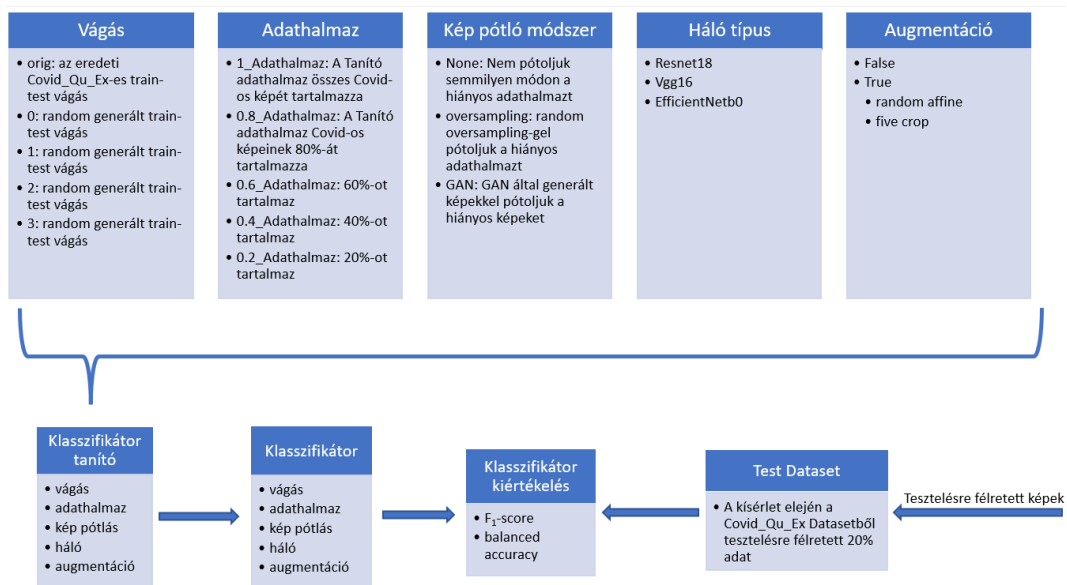 Vágás
• orig: az eredeti
Covid_Qu_Ex-es train-
test vágás
• 0: random generált train-
test vágás
• 1: random generált train-
test vágás
• 2: random generált train-
test vágás
• 3: random generált train-
test vágás
Adathalmaz
• 1_Adathalmaz: A Tanító
adathalmaz összes Covid-
os képét tartalmazza
• 0.8_Adathalmaz: A Tanító
adathalmaz Covid-os
képeinek 80%-át
tartalmazza
• 0.6_Adathalmaz: 60%-ot
tartalmaz
• 0.4_Adathalmaz: 40%-ot
tartalmaz
• 0.2_Adathalmaz: 20%-ot
tartalmaz
Kép pótló módszer
• None: Nem pótoljuk
semmilyen módon a
hiányos adathalmazt
• oversampling: random
oversampling-gel
pótoljuk a hiányos
adathalmazt
• GAN: GAN által generált
képekkel pótoljuk a
hiányos képeket
Háló típus
• Resnet18
• Vgg16
• EfficientNetb0
Augmentáció
• False
• True
• random affine
• five crop
Klasszifikátor
tanító
• vágás
• adathalmaz
• kép pótlás
• háló
• augmentáció
Klasszifikátor
• vágás
• adathalmaz
• kép pótlás
• háló
• augmentáció
Klasszifikátor
kiértékelés
• F₁-score
• balanced
accuracy
Test Dataset
• A kísérlet elején a
Covid_Qu_Ex Datasetből
tesztelésre félretett 20%
adat
Tesztelésre félretett képek